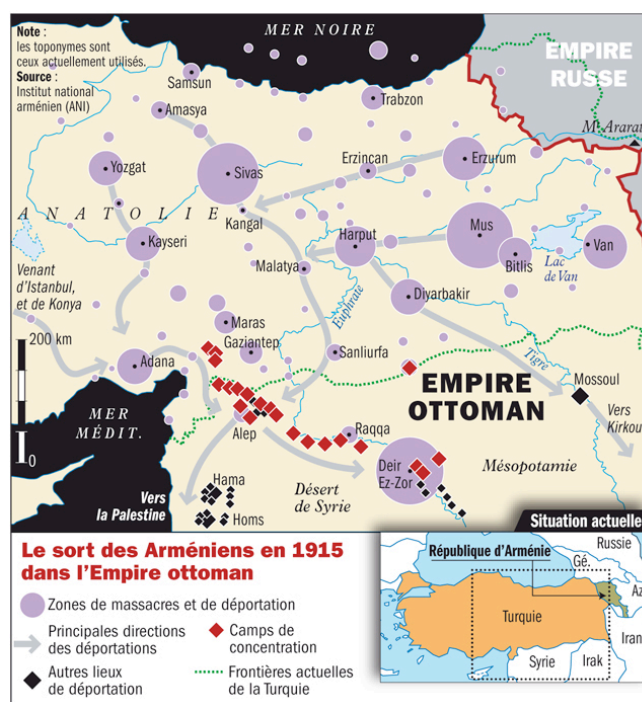 Note :
les toponymes sont
ceux actuellement utilisés.
Source :
Institut national
arménien (ANI)
MER NOIRE
EMPIRE
RUSSE
Mt Ararat
Samsun
Amasya
Trabzon
Yozgat
Sivas
Erzincan
Erzurum
ANATOLIE
Kangal
Kayseri
Harput
Mus
Bitlis
Van
Lac
de Van
Malatya
Venant
d'Istanbul,
et de Konya
Euphrate
Diyarbakir
Maras
Gaziantep
Sanliurfa
Tigre
200 km
0
Adana
EMPIRE
OTTOMAN
Mossoul
Vers
Kirkou
MER
MÉDIT.
Alep
Raqqa
Deir
Ez-Zor
Mésopotamie
Hama
Homs
Désert
de Syrie
Vers
la Palestine
Situation actuelle
République d'Arménie
Russie
Gé.
Az
Turquie
Iran
Syrie
Irak
Le sort des Arméniens en 1915
dans l'Empire ottoman
Zones de massacres et de déportation
Principales directions
des déportations
Camps de
concentration
Autres lieux
de déportation
Frontières actuelles
de la Turquie